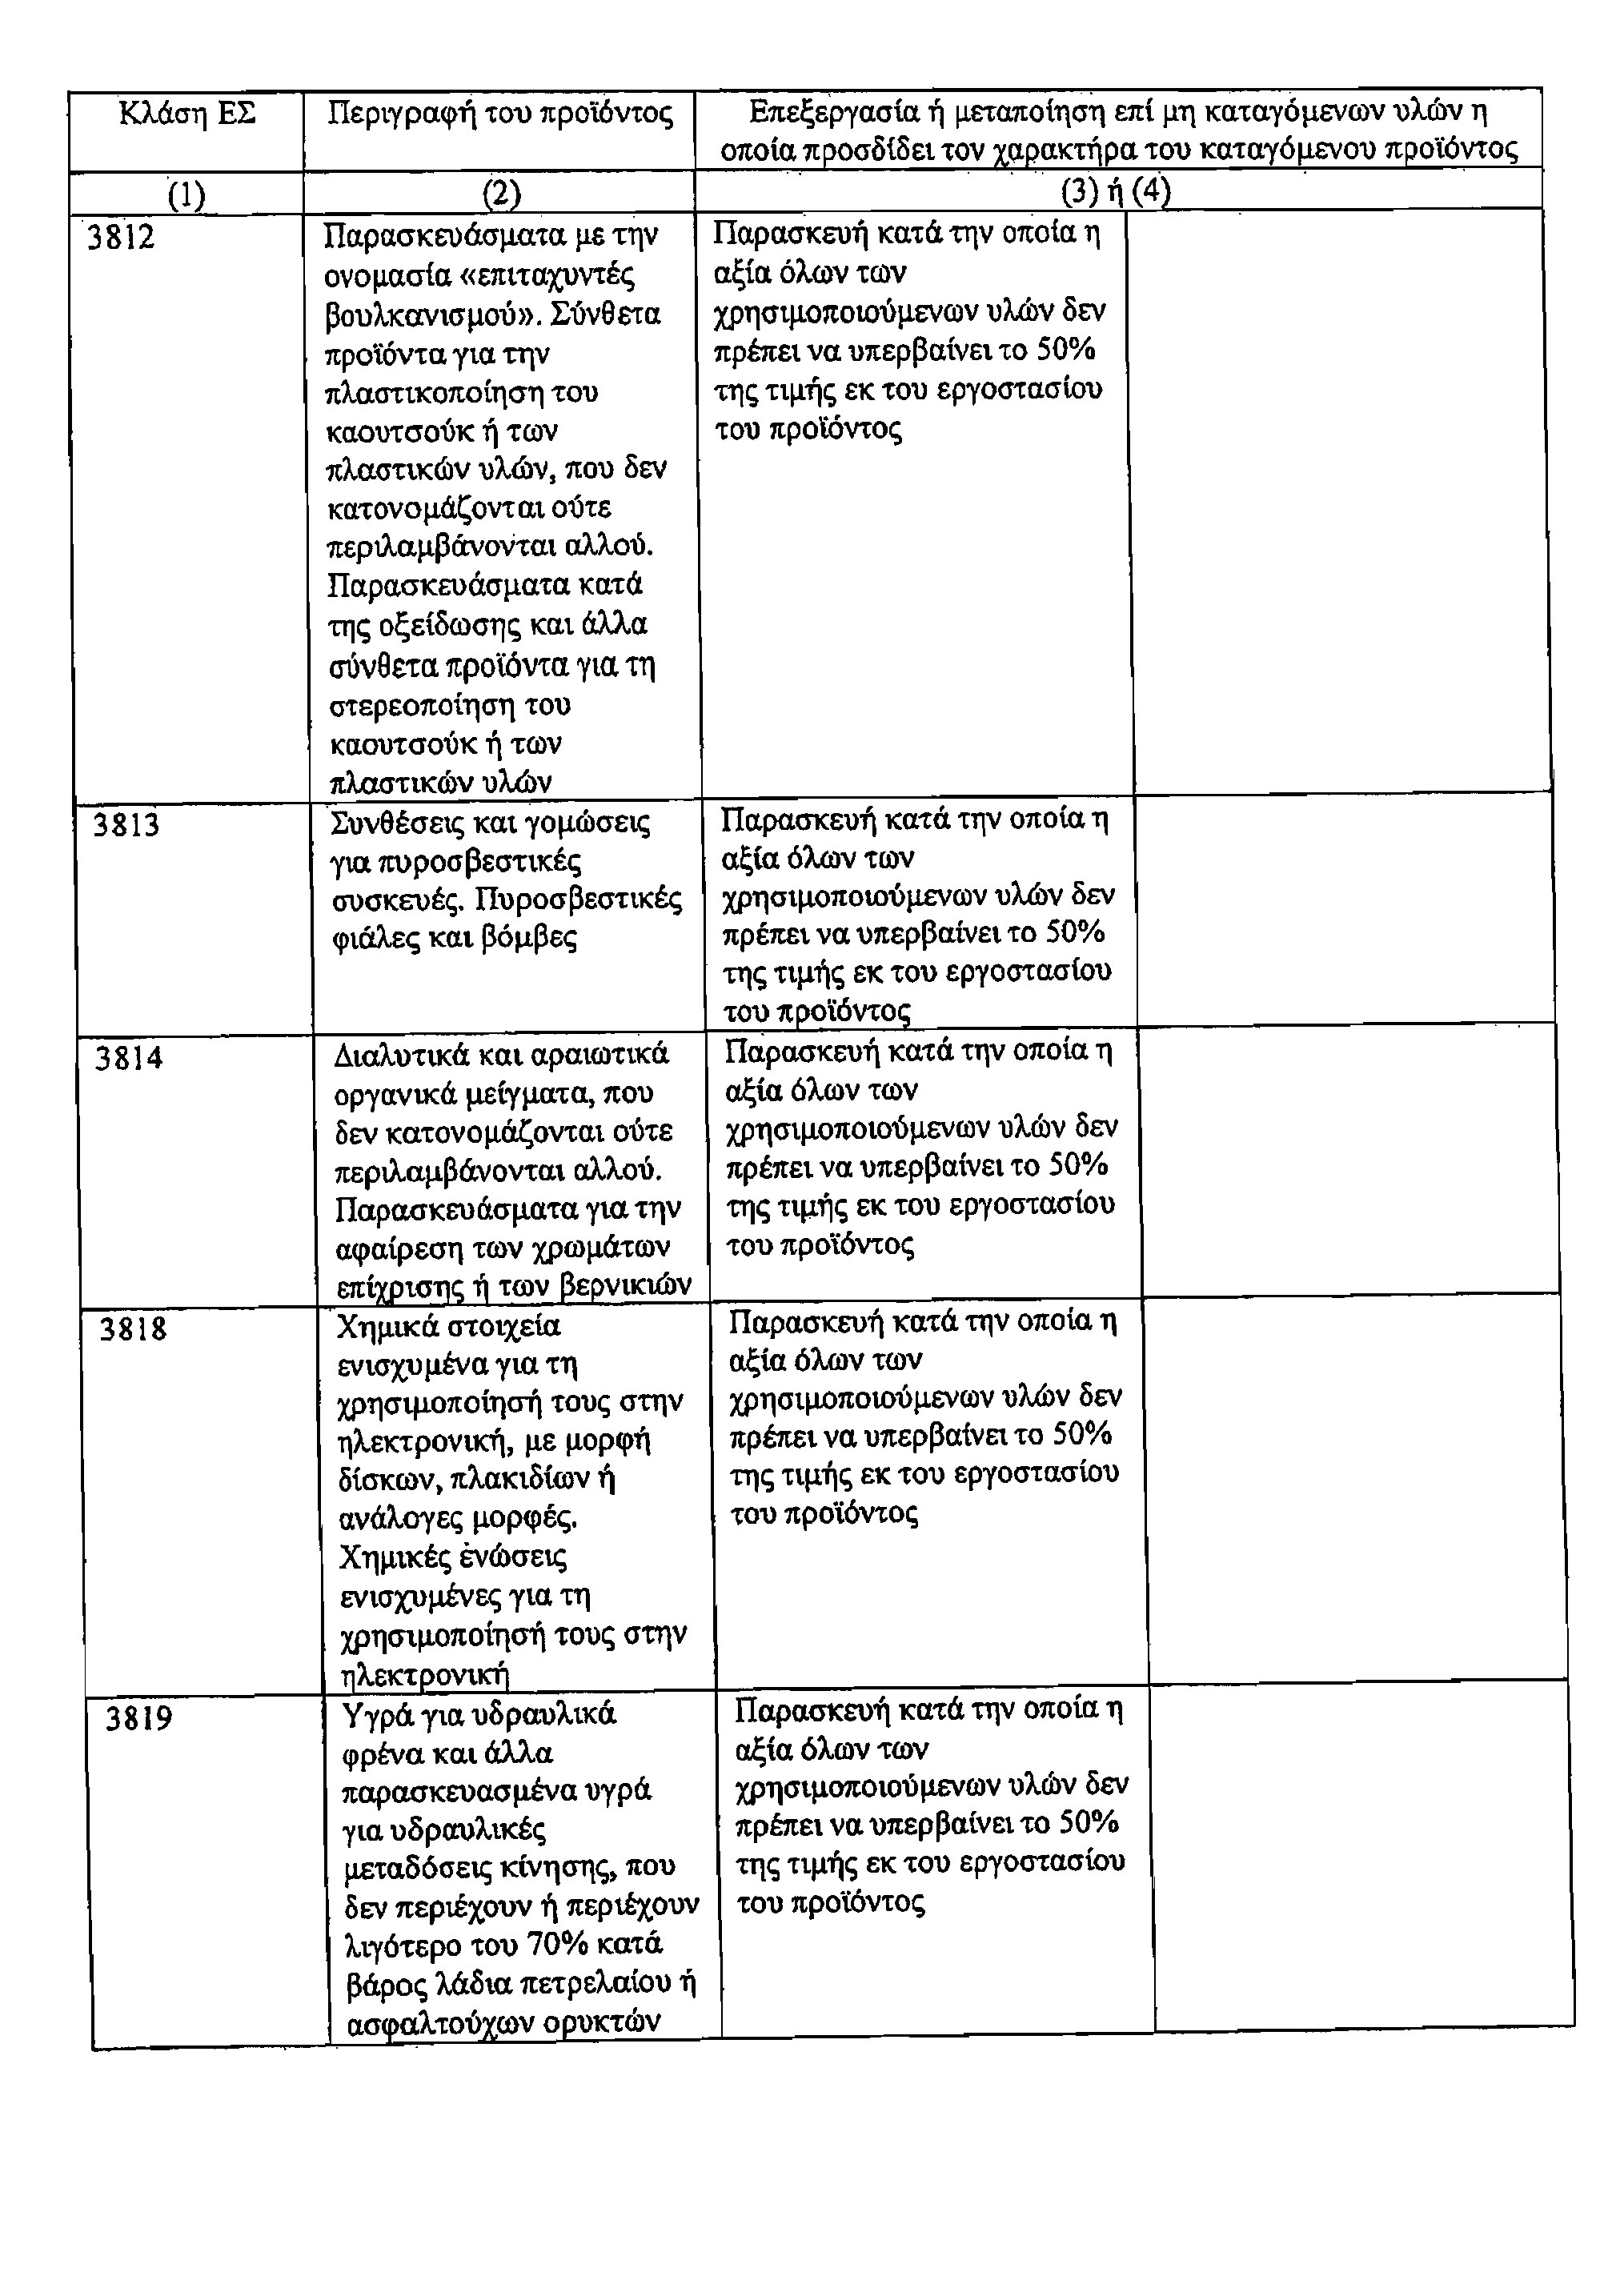 Κλάση ΕΣ
Περιγραφή του προϊόντος
Επεξεργασία ή μεταποίηση επί μη καταγόμενων υλών η
οποία προσδίδει τον χαρακτήρα του καταγόμενου προϊόντος
(1)
(2)
(3) ή (4)
3812
Παρασκευάσματα με την
ονομασία «επιταχυντές
βουλκανισμού». Σύνθετα
προϊόντα για την
πλαστικοποίηση του
καουτσούκ ή των
πλαστικών υλών, που δεν
κατονομάζονται ούτε
περιλαμβάνονται αλλού.
Παρασκευάσματα κατά
της οξείδωσης και άλλα
σύνθετα προϊόντα για τη
στερεοποίηση του
καουτσούκ ή των
πλαστικών υλών
Παρασκευή κατά την οποία η
αξία όλων των
χρησιμοποιούμενων υλών δεν
πρέπει να υπερβαίνει το 50%
της τιμής εκ του εργοστασίου
του προϊόντος
3813
Συνθέσεις και γομώσεις
για πυροσβεστικές
συσκευές. Πυροσβεστικές
φιάλες και βόμβες
Παρασκευή κατά την οποία η
αξία όλων των
χρησιμοποιούμενων υλών δεν
πρέπει να υπερβαίνει το 50%
της τιμής εκ του εργοστασίου
του προϊόντος
3814
Διαλυτικά και αραιωτικά
οργανικά μείγματα, που
δεν κατονομάζονται ούτε
περιλαμβάνονται αλλού.
Παρασκευάσματα για την
αφαίρεση των χρωμάτων
επίχρισης ή των βερνικιών
Παρασκευή κατά την οποία η
αξία όλων των
χρησιμοποιούμενων υλών δεν
πρέπει να υπερβαίνει το 50%
της τιμής εκ του εργοστασίου
του προϊόντος
3818
Χημικά στοιχεία
ενισχυμένα για τη
χρησιμοποίησή τους στην
ηλεκτρονική, με μορφή
δίσκων, πλακιδίων ή
ανάλογες μορφές.
Χημικές ενώσεις
ενισχυμένες για τη
χρησιμοποίησή τους στην
ηλεκτρονική
Παρασκευή κατά την οποία η
αξία όλων των
χρησιμοποιούμενων υλών δεν
πρέπει να υπερβαίνει το 50%
της τιμής εκ του εργοστασίου
του προϊόντος
3819
Υγρά για υδραυλικά
φρένα και άλλα
παρασκευασμένα υγρά
για υδραυλικές
μεταδόσεις κίνησης, που
δεν περιέχουν ή περιέχουν
λιγότερο του 70% κατά
βάρος λάδια πετρελαίου ή
ασφαλτούχων ορυκτών
Παρασκευή κατά την οποία η
αξία όλων των
χρησιμοποιούμενων υλών δεν
πρέπει να υπερβαίνει το 50%
της τιμής εκ του εργοστασίου
του προϊόντος